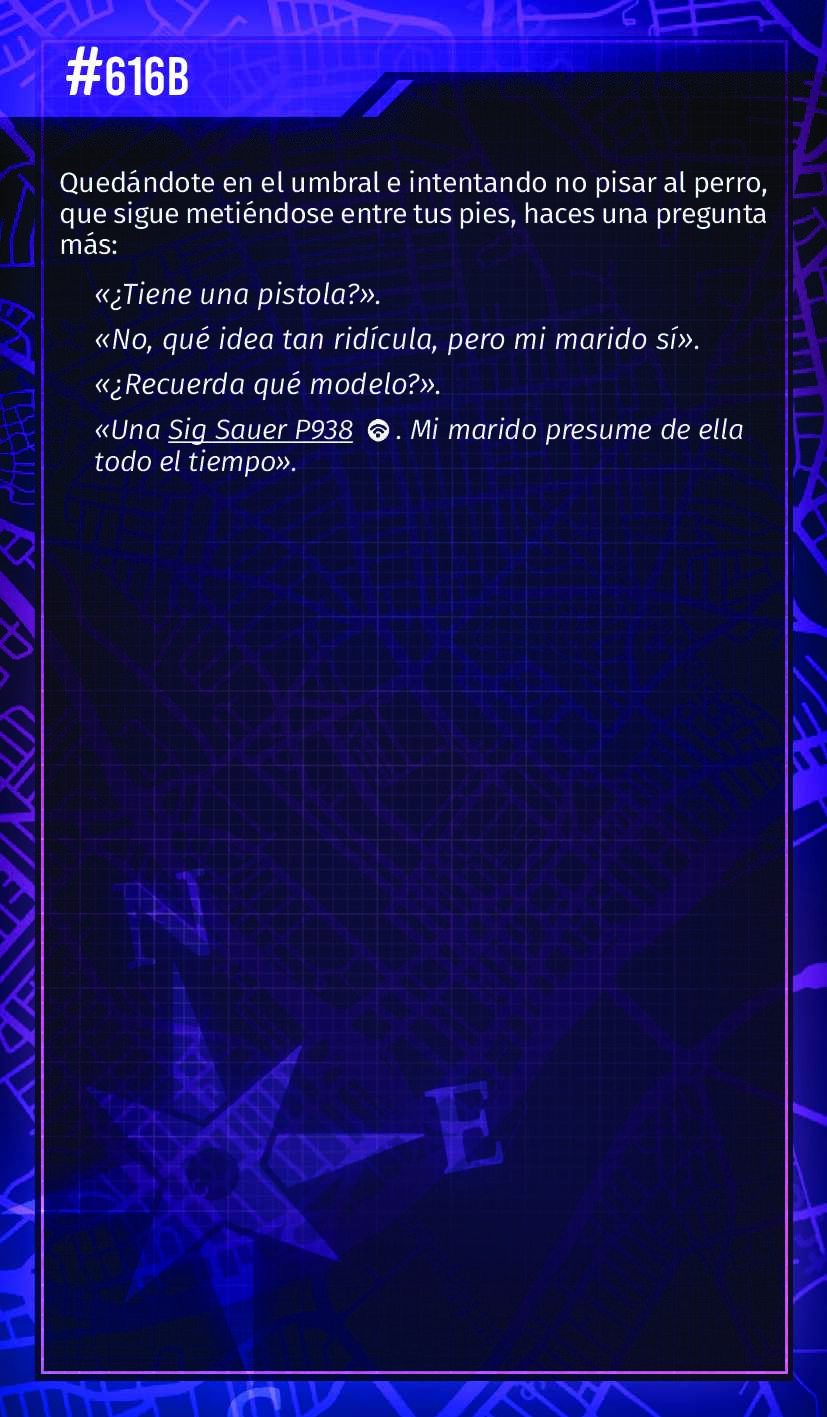 #616B
Quedándote en el umbral e intentando no pisar al perro,
que sigue metiéndose entre tus pies, haces una pregunta
más:
«¿Tiene una pistola?».
«No, qué idea tan ridícula, pero mi marido sí».
«¿Recuerda qué modelo?».
«Una Sig Sauer P938 . Mi marido presume de ella
todo el tiempo».
N
E